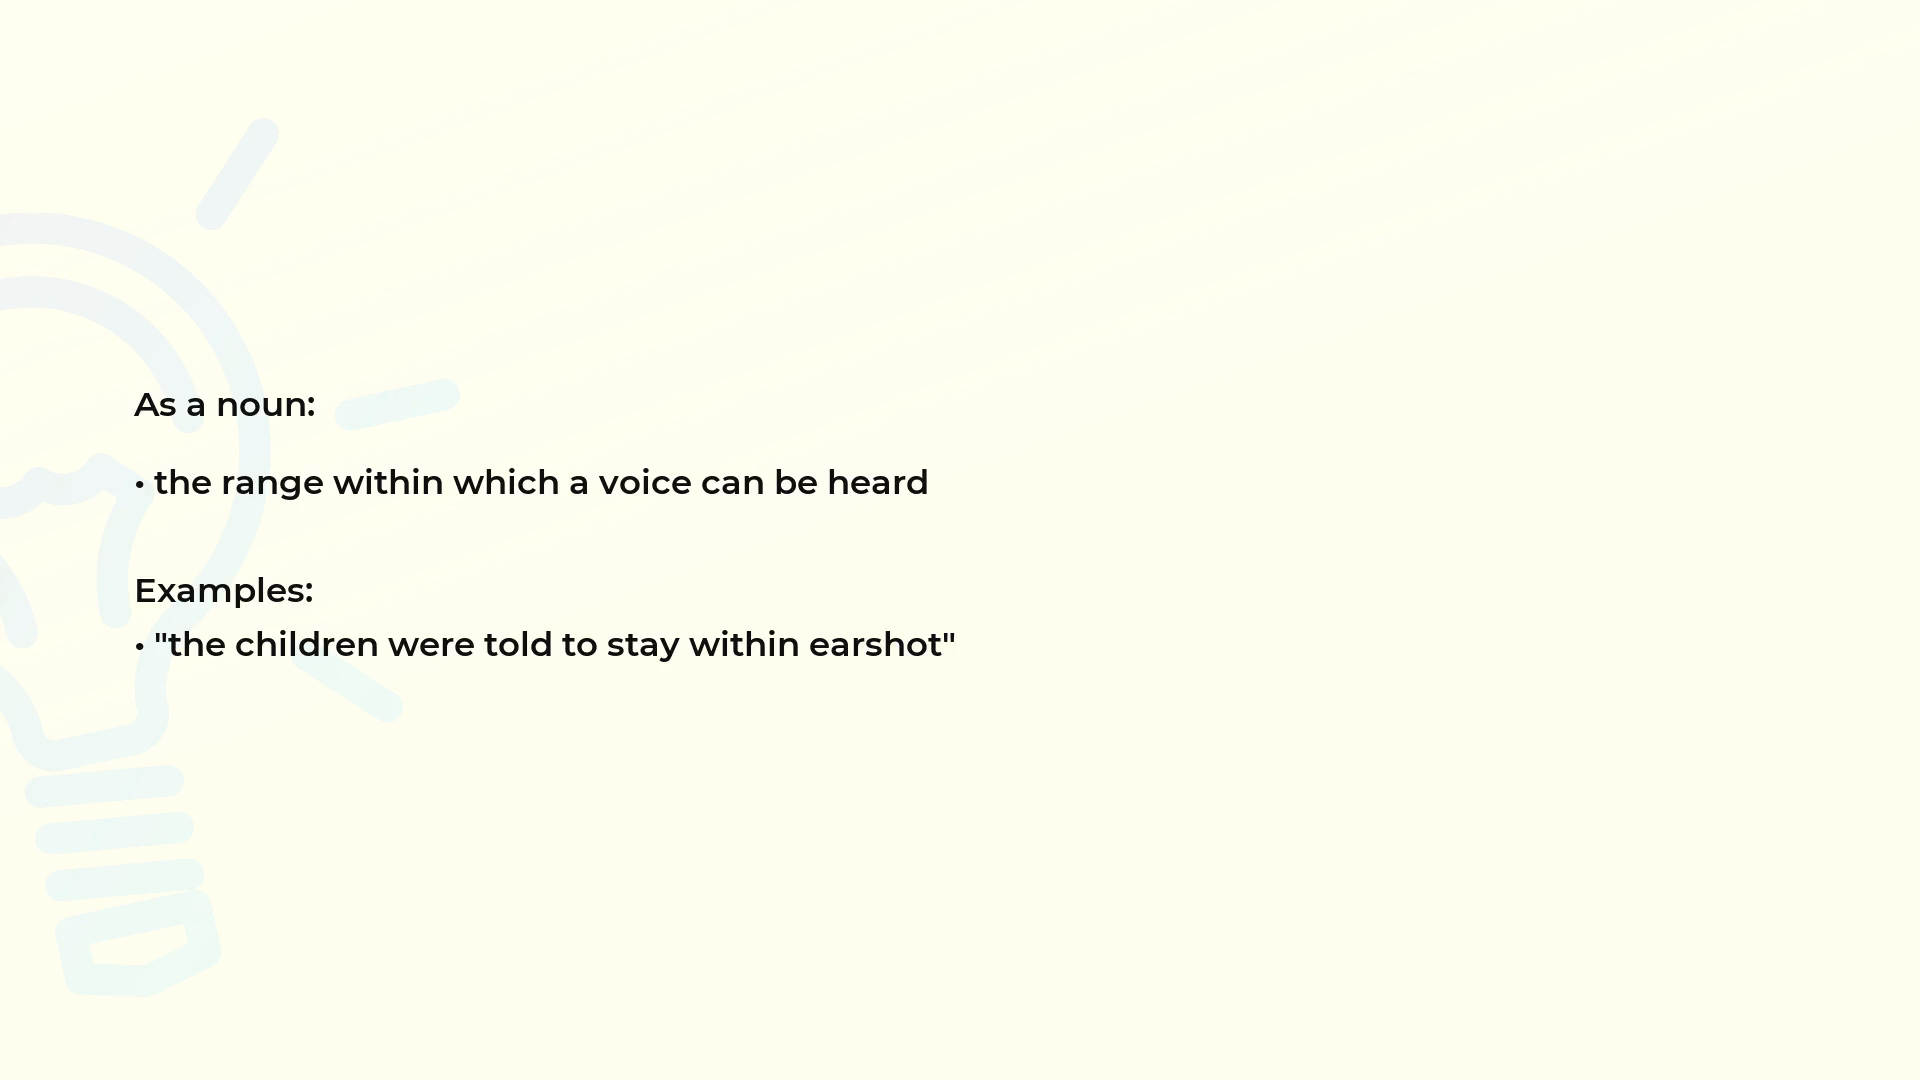 As a noun:
• the range within which a voice can be heard
Examples:
• "the children were told to stay within earshot"